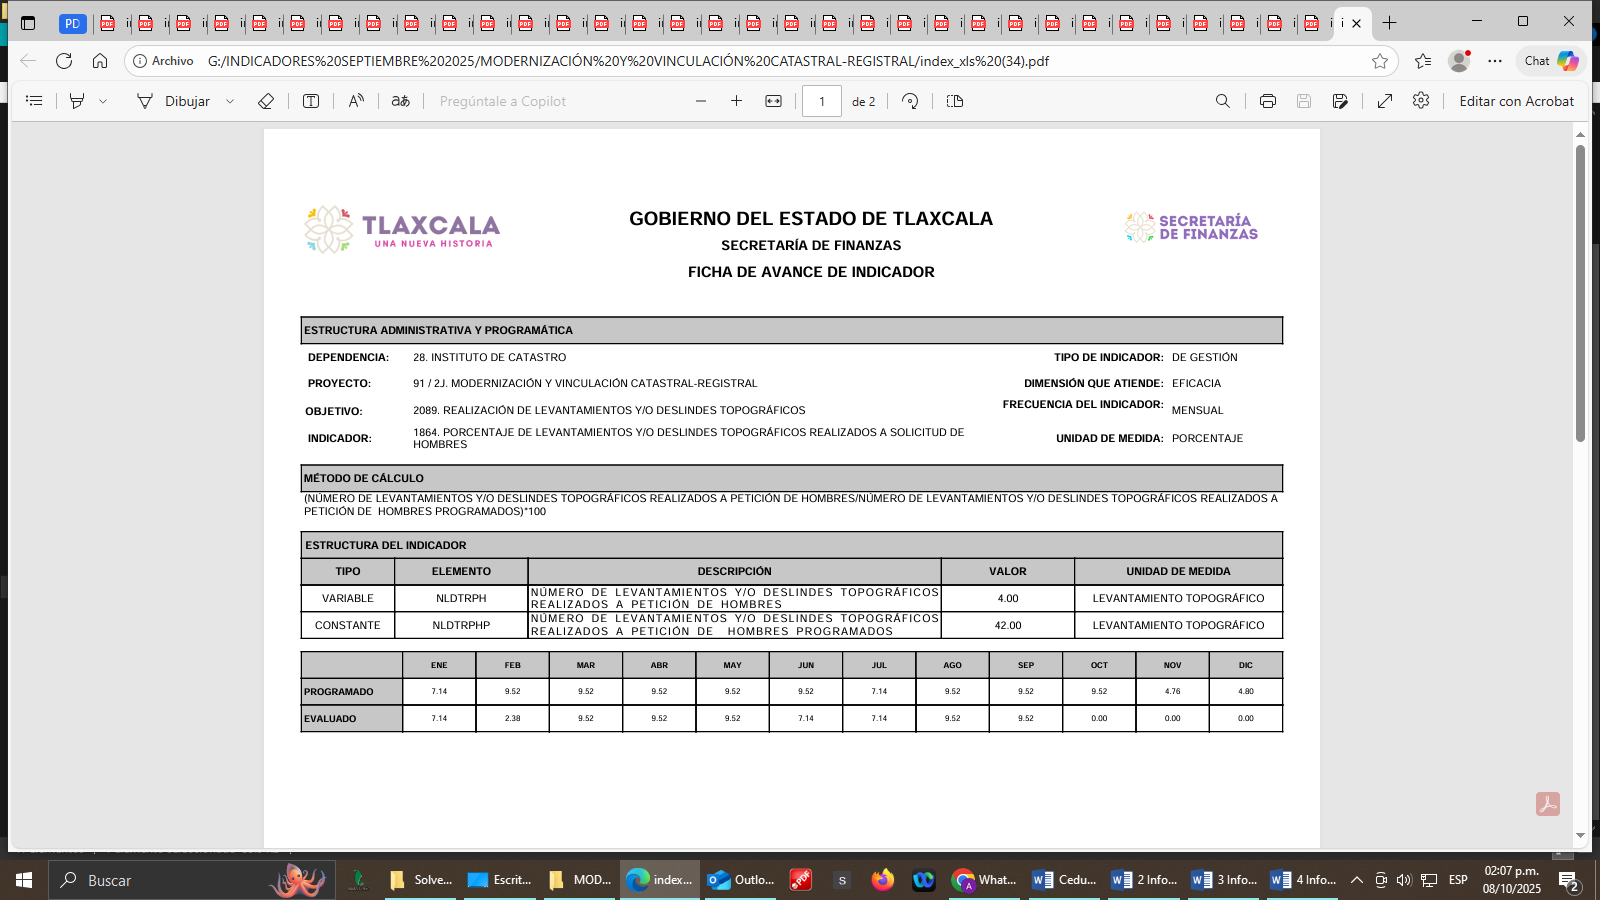 PD
Archivo G:/INDICADORES%20SEPTIEMBRE%202025/MODERNIZACIÓN%20Y%20VINCULACIÓN%20CATASTRAL-REGISTRAL/index_xls%20(34).pdf
Chat
Dibujar
Pregúntale a Copilot
1 de 2
Editar con Acrobat
TLAXCALA
UNA NUEVA HISTORIA
GOBIERNO DEL ESTADO DE TLAXCALA
SECRETARÍA DE FINANZAS
FICHA DE AVANCE DE INDICADOR
SECRETARÍA
DE FINANZAS
ESTRUCTURA ADMINISTRATIVA Y PROGRAMÁTICA
DEPENDENCIA: 28. INSTITUTO DE CATASTRO TIPO DE INDICADOR: DE GESTIÓN
PROYECTO: 91 / 2J. MODERNIZACIÓN Y VINCULACIÓN CATASTRAL-REGISTRAL DIMENSIÓN QUE ATIENDE: EFICACIA
OBJETIVO: 2089. REALIZACIÓN DE LEVANTAMIENTOS Y/O DESLINDES TOPOGRÁFICOS FRECUENCIA DEL INDICADOR: MENSUAL
INDICADOR: 1864. PORCENTAJE DE LEVANTAMIENTOS Y/O DESLINDES TOPOGRÁFICOS REALIZADOS A SOLICITUD DE
HOMBRES UNIDAD DE MEDIDA: PORCENTAJE
MÉTODO DE CÁLCULO
(NÚMERO DE LEVANTAMIENTOS Y/O DESLINDES TOPOGRÁFICOS REALIZADOS A PETICIÓN DE HOMBRES/NÚMERO DE LEVANTAMIENTOS Y/O DESLINDES TOPOGRÁFICOS REALIZADOS A
PETICIÓN DE HOMBRES PROGRAMADOS)*100
ESTRUCTURA DEL INDICADOR
TIPO ELEMENTO DESCRIPCIÓN VALOR UNIDAD DE MEDIDA
VARIABLE NLDTRPH NÚMERO DE LEVANTAMIENTOS Y/O DESLINDES TOPOGRÁFICOS
REALIZADOS A PETICIÓN DE HOMBRES 4.00 LEVANTAMIENTO TOPOGRÁFICO
CONSTANTE NLDTRPHP NÚMERO DE LEVANTAMIENTOS Y/O DESLINDES TOPOGRÁFICOS
REALIZADOS A PETICIÓN DE HOMBRES PROGRAMADOS 42.00 LEVANTAMIENTO TOPOGRÁFICO
ENE FEB MAR ABR MAY JUN JUL AGO SEP OCT NOV DIC
PROGRAMADO 7.14 9.52 9.52 9.52 9.52 9.52 7.14 9.52 9.52 9.52 4.76 4.80
EVALUADO 7.14 2.38 9.52 9.52 9.52 7.14 7.14 9.52 9.52 0.00 0.00 0.00
Buscar
Solve...
Escrit...
MOD...
index...
Outlo...
What...
Cedu...
2 Info...
3 Info...
4 Info...
ESP
02:07 p.m.
08/10/2025
2